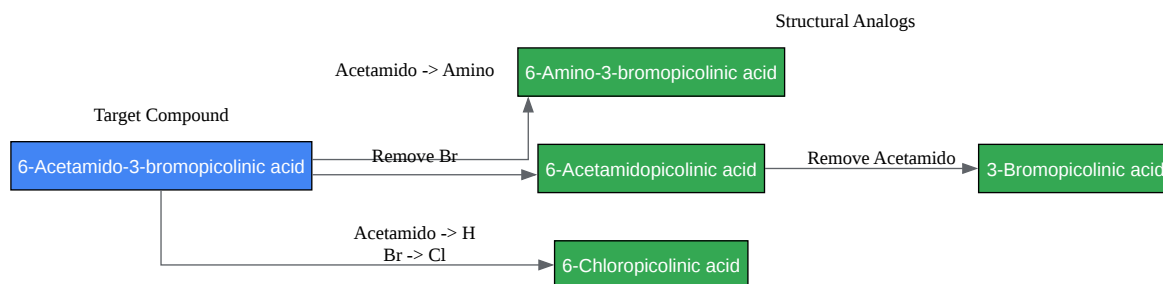 Structural Analogs
Acetamido -> Amino
6-Amino-3-bromopicolinic acid
Target Compound
6-Acetamido-3-bromopicolinic acid
Remove Br
6-Acetamidopicolinic acid
Remove Acetamido
3-Bromopicolinic acid
Acetamido -> H
Br -> Cl
6-Chloropicolinic acid